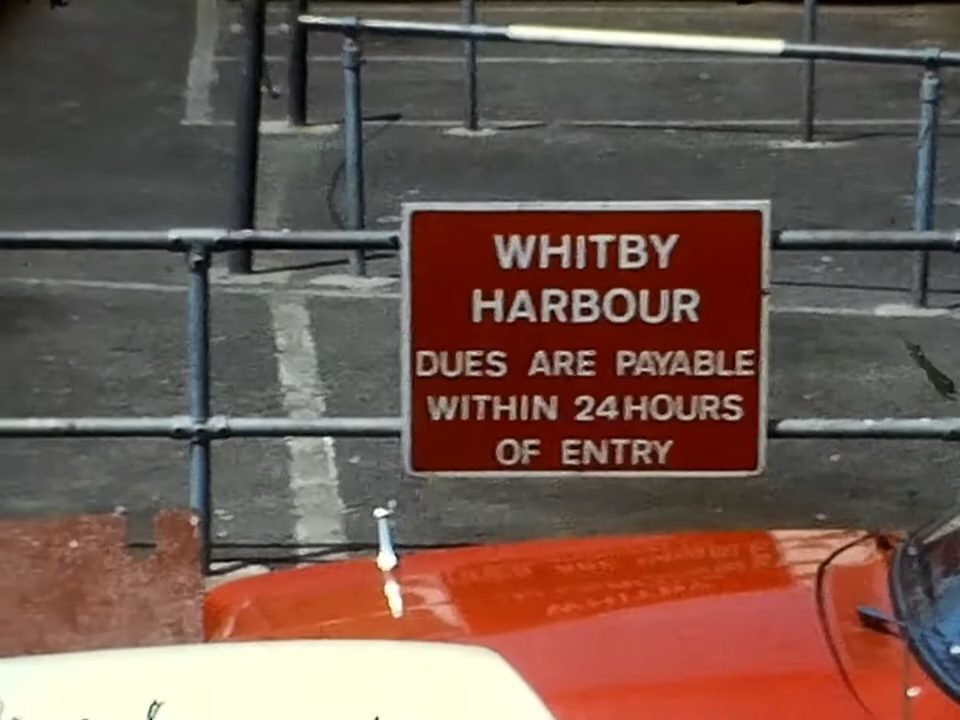 WHITBY
HARBOUR
DUES ARE PAYABLE
WITHIN 24HOURS
OF ENTRY